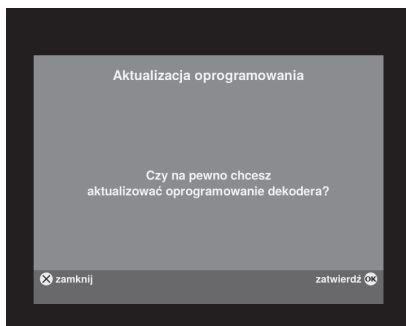 Aktualizacja oprogramowania
Czy na pewno chcesz
aktualizować oprogramowanie dekodera?
zamknij zatwierdź OK